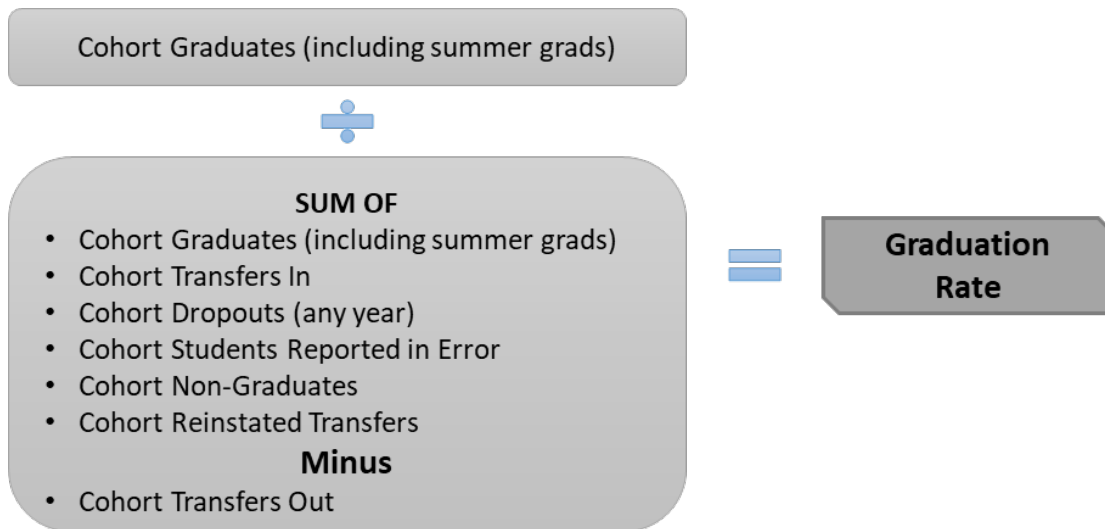 Cohort Graduates (including summer grads)
SUM OF
• Cohort Graduates (including summer grads)
• Cohort Transfers In
• Cohort Dropouts (any year)
• Cohort Students Reported in Error
• Cohort Non-Graduates
• Cohort Reinstated Transfers
Minus
• Cohort Transfers Out
Graduation
Rate